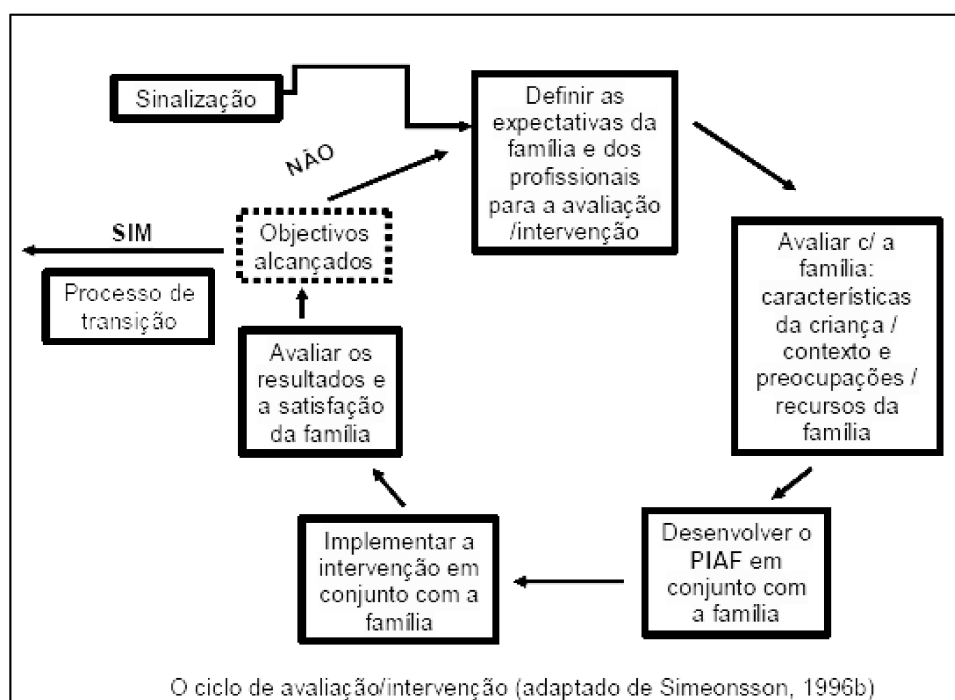 Sinalização
Definir as
expectativas da
família e dos
profissionais
para a avaliação
/intervenção
NÃO
SIM
Objectivos
alcançados
Processo de
transição
Avaliar c/ a
família:
características
da criança /
contexto e
preocupações /
recursos da
família
Avaliar os
resultados e
a satisfação
da família
Implementar a
intervenção em
conjunto com a
família
Desenvolver o
PIAF em
conjunto com
a família
O ciclo de avaliação/intervenção (adaptado de Simeonsson, 1996b)